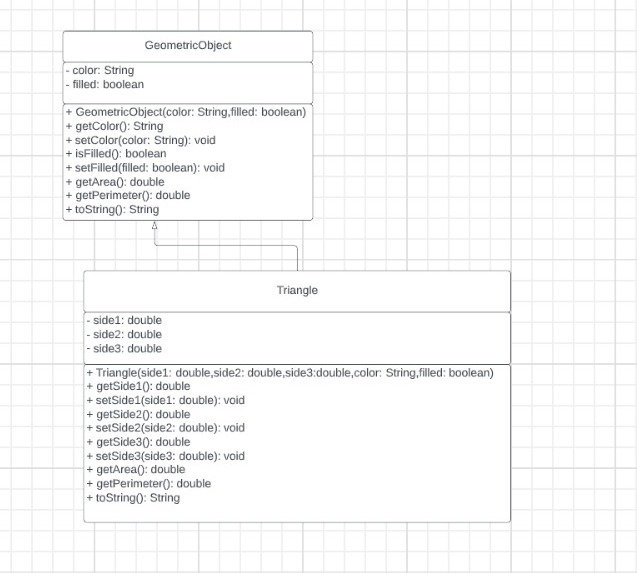 GeometricObject
- color: String
- filled: boolean
+ GeometricObject(color: String,filled: boolean)
+ getColor(): String
+ setColor(color: String): void
+ isFilled(): boolean
+ setFilled(filled: boolean): void
+ getArea(): double
+ getPerimeter(): double
+ toString(): String
Triangle
- side1: double
- side2: double
- side3: double
+ Triangle(side1: double,side2: double,side3:double,color: String,filled: boolean)
+ getSide1(): double
+ setSide1(side1: double): void
+ getSide2(): double
+ setSide2(side2: double): void
+ getSide3(): double
+ setSide3(side3: double): void
+ getArea(): double
+ getPerimeter(): double
+ toString(): String